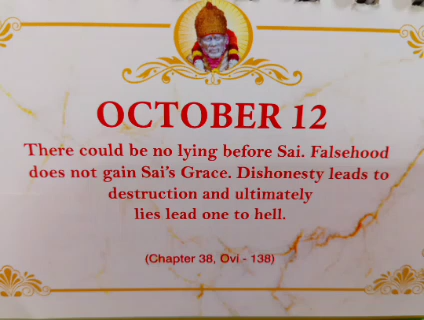 OCTOBER 12
There could be no lying before Sai. Falsehood
does not gain Sai's Grace. Dishonesty leads to
destruction and ultimately
lies lead one to hell.
(Chapter 38, Ovi - 138)